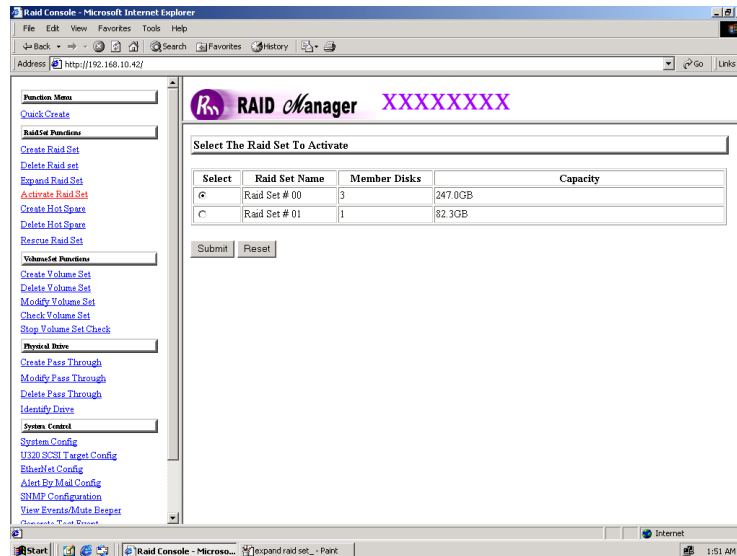 Raid Console - Microsoft Internet Explorer
File Edit View Favorites Tools Help
Back Search Favorites History
Address http://192.168.10.42/ Go Links
Function Menu
Quick Create
RaidSet Functions
Create Raid Set
Delete Raid set
Expand Raid Set
Activate Raid Set
Create Hot Spare
Delete Hot Spare
Rescue Raid Set
VolumeSet Functions
Create Volume Set
Delete Volume Set
Modify Volume Set
Check Volume Set
Stop Volume Set Check
Physical Drive
Create Pass Through
Modify Pass Through
Delete Pass Through
Identify Drive
System Control
System Config
U320 SCSI Target Config
EtherNet Config
Alert By Mail Config
SNMP Configuration
View Events/Mute Beeper
Generate Test Event
Rm RAID Manager XXXXXXXX
Select The Raid Set To Activate
Select Raid Set Name Member Disks Capacity
Raid Set # 00 3 247.0GB
Raid Set # 01 1 82.3GB
Submit Reset
Internet
Start Raid Console - Microso... expand raid set_ - Paint 1:51 AM